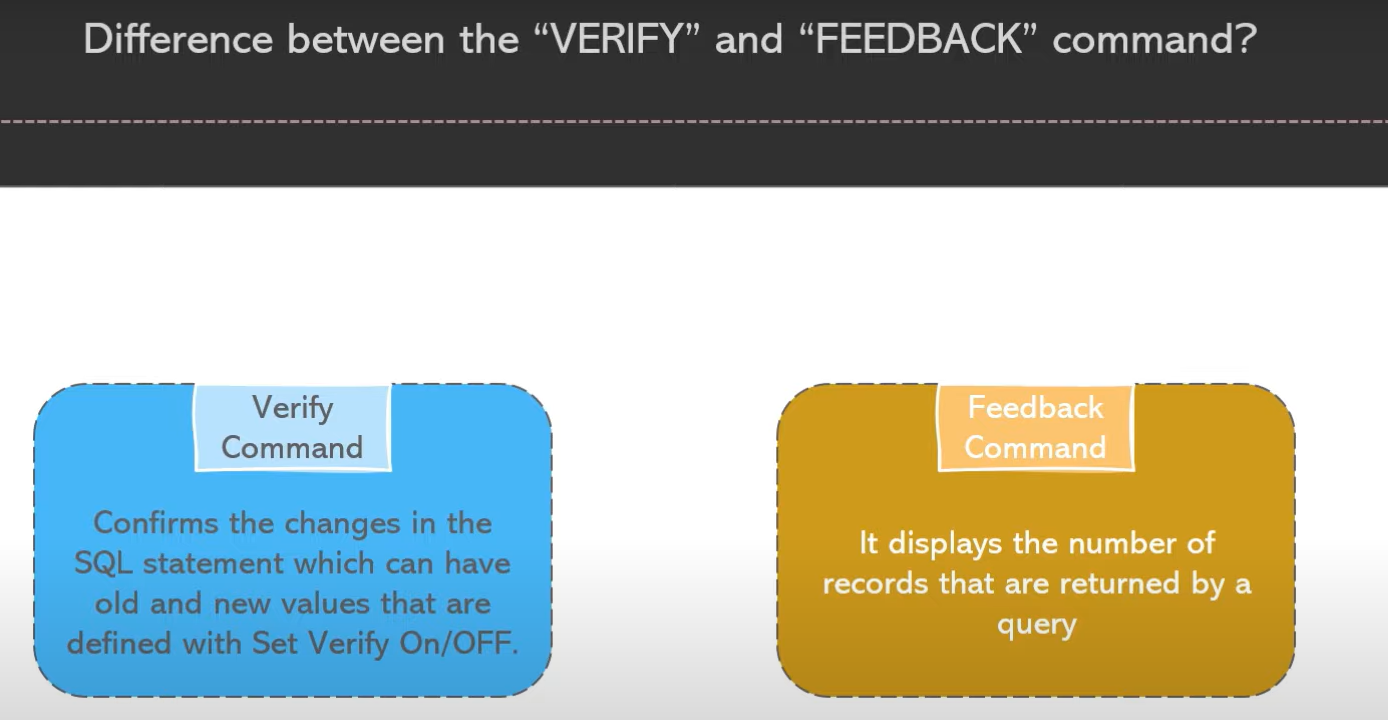 Difference between the “VERIFY” and “FEEDBACK” command?
Verify
Command
Confirms the changes in the
SQL statement which can have
old and new values that are
defined with Set Verify On/OFF.
Feedback
Command
It displays the number of
records that are returned by a
query